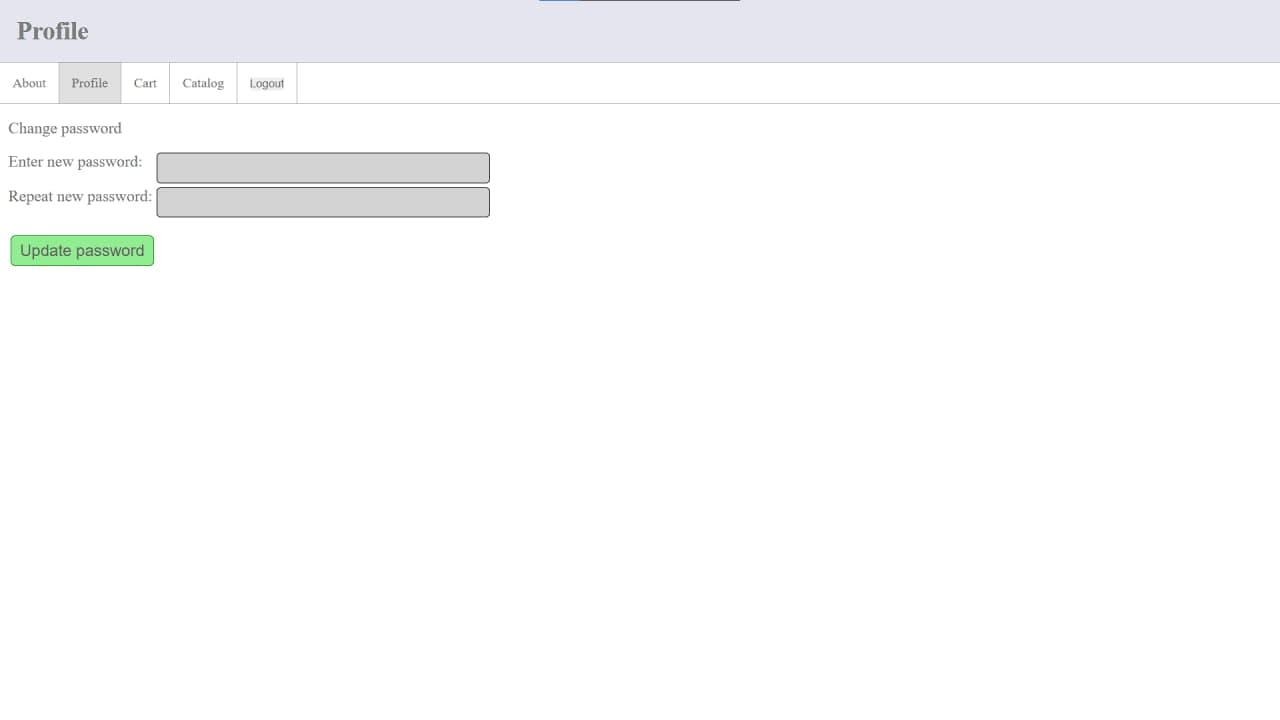 Profile
About Profile Cart Catalog Logout
Change password
Enter new password:
Repeat new password:
Update password